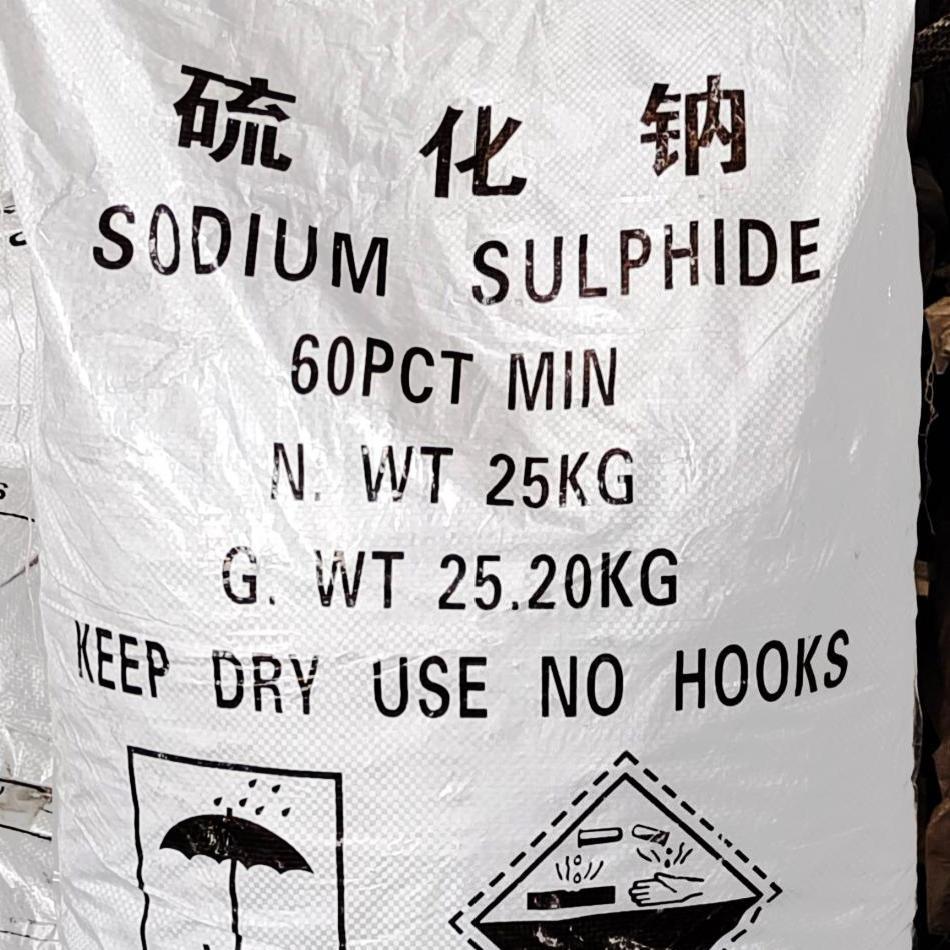 硫 化 钠
SODIUM SULPHIDE
60PCT MIN
N. WT 25KG
G. WT 25.20KG
KEEP DRY USE NO HOOKS